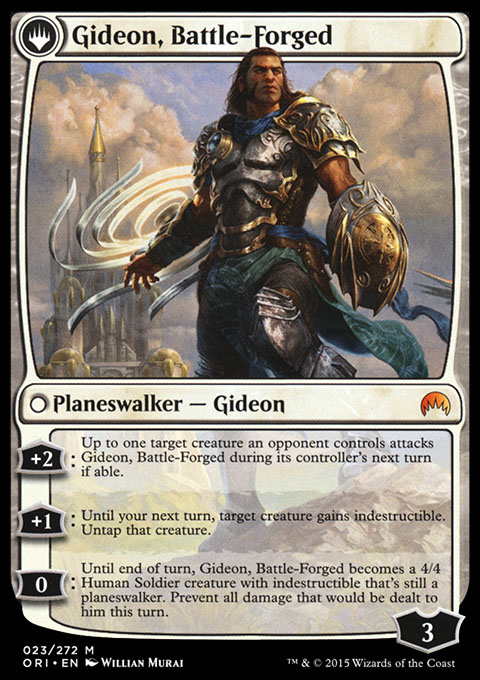 Gideon, Battle-Forged
Planeswalker — Gideon
+2 : Up to one target creature an opponent controls attacks
Gideon, Battle-Forged during its controller's next turn
if able.
+1 : Until your next turn, target creature gains indestructible.
Untap that creature.
0 : Until end of turn, Gideon, Battle-Forged becomes a 4/4
Human Soldier creature with indestructible that's still a
planeswalker. Prevent all damage that would be dealt to
him this turn.
3
023/272 M
ORI • EN Willian Murai
™ & © 2015 Wizards of the Coast